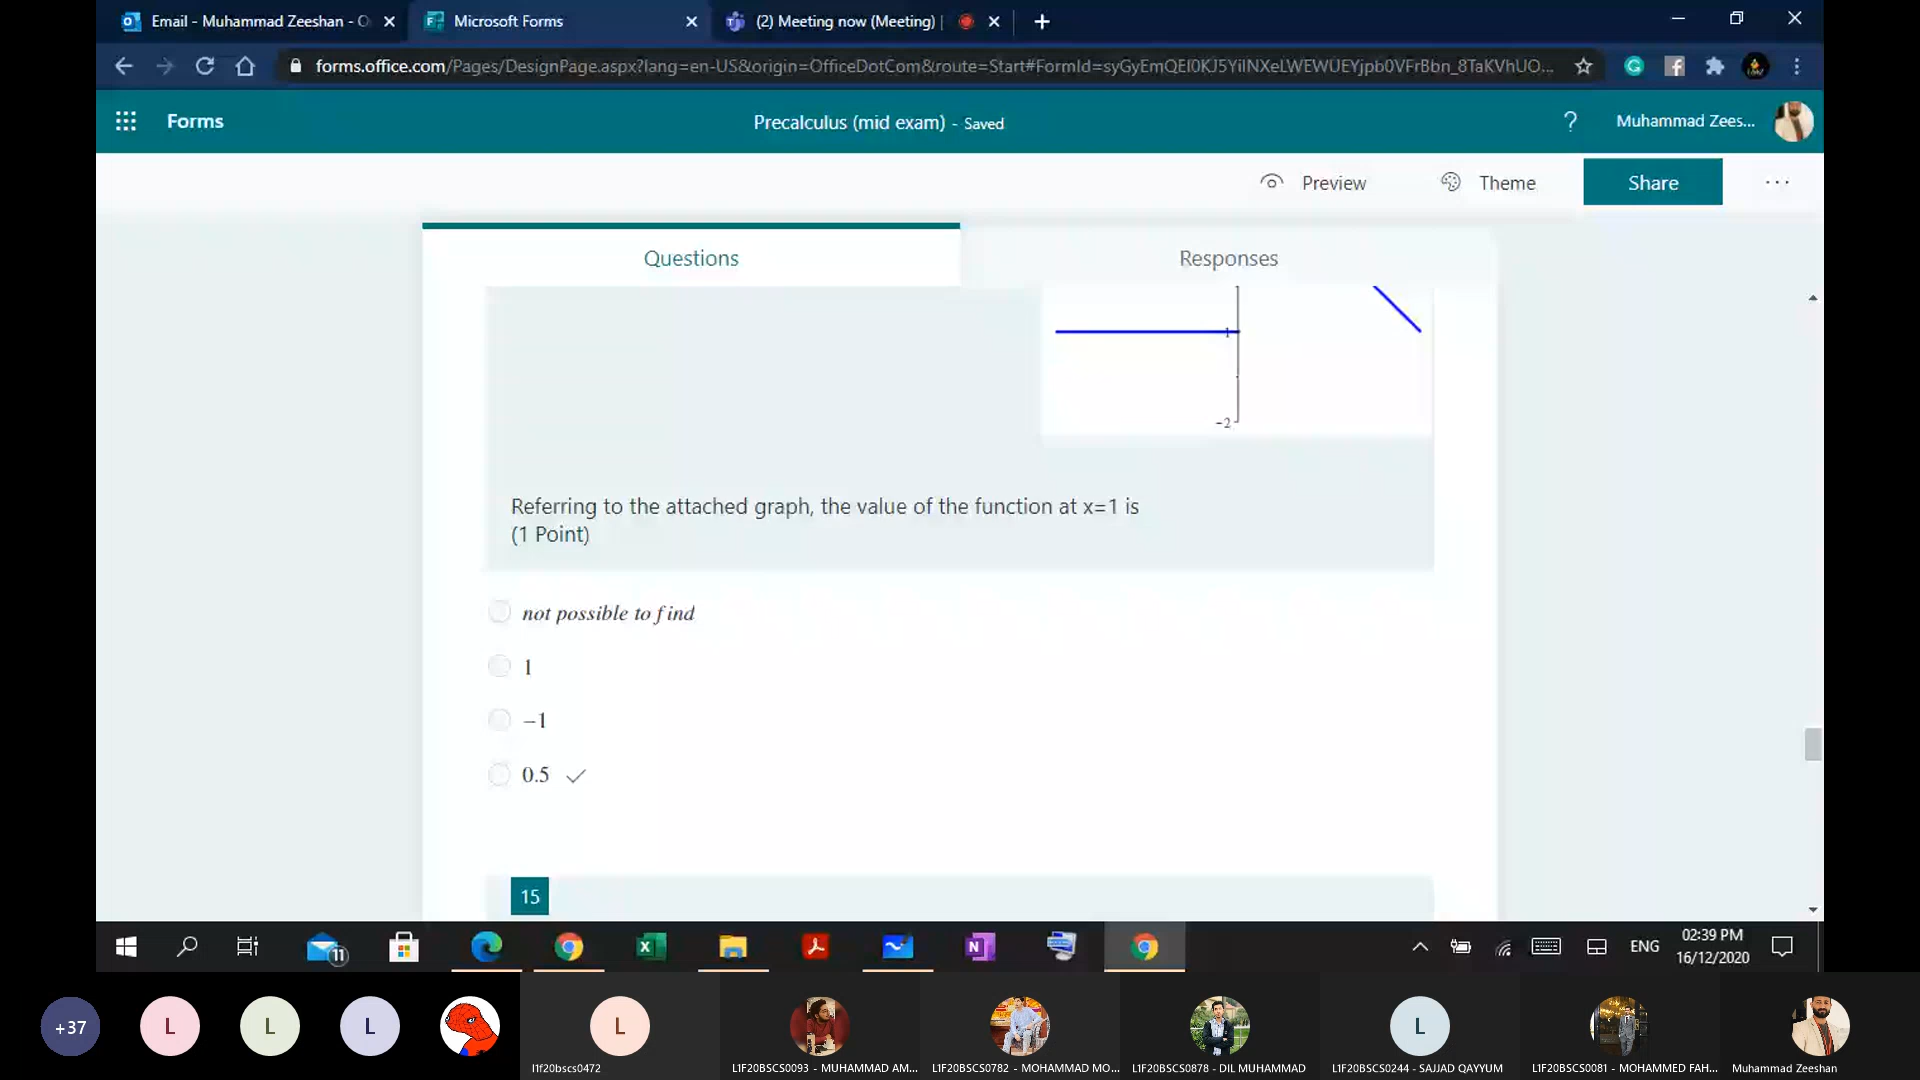 Email - Muhammad Zeeshan - O
Microsoft Forms
(2) Meeting now (Meeting) |
forms.office.com/Pages/DesignPage.aspx?lang=en-US&origin=OfficeDotCom&route=Start#FormId=syGyEmQEI0KJ5YiINXeLWEWUEYjpb0VFrBbn_8TaKVhUO...
Forms
Precalculus (mid exam) - Saved
?
Muhammad Zees...
Preview
Theme
Share
...
Questions
Responses
1
-2
Referring to the attached graph, the value of the function at x=1 is
(1 Point)
not possible to find
1
−1
0.5
15
11
ENG
02:39 PM
16/12/2020
+37
L
L
L
L
L
l1f20bscs0472
L1F20BSCS0093 - MUHAMMAD AM...
L1F20BSCS0782 - MOHAMMAD MO...
L1F20BSCS0878 - DIL MUHAMMAD
L1F20BSCS0244 - SAJJAD QAYYUM
L1F20BSCS0081 - MOHAMMED FAH...
Muhammad Zeeshan